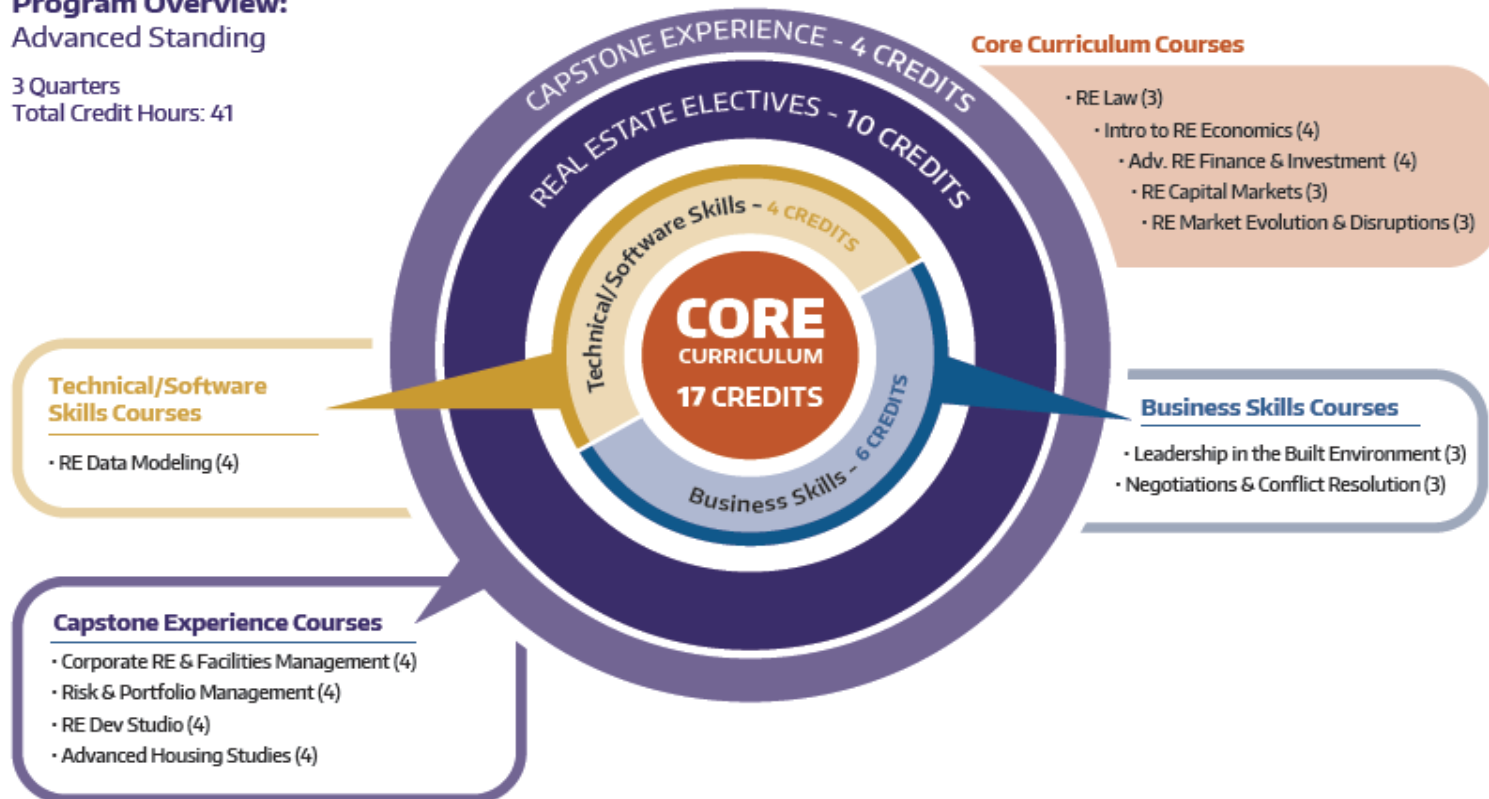 Program Overview:
Advanced Standing
3 Quarters
Total Credit Hours: 41
CAPSTONE EXPERIENCE - 4 CREDITS
REAL ESTATE ELECTIVES - 10 CREDITS
Technical/Software Skills - 4 CREDITS
CORE
CURRICULUM
17 CREDITS
Business Skills - 6 CREDITS
Core Curriculum Courses
· RE Law (3)
· Intro to RE Economics (4)
· Adv. RE Finance & Investment (4)
· RE Capital Markets (3)
· RE Market Evolution & Disruptions (3)
Technical/Software
Skills Courses
· RE Data Modeling (4)
Business Skills Courses
· Leadership in the Built Environment (3)
· Negotiations & Conflict Resolution (3)
Capstone Experience Courses
· Corporate RE & Facilities Management (4)
· Risk & Portfolio Management (4)
· RE Dev Studio (4)
· Advanced Housing Studies (4)